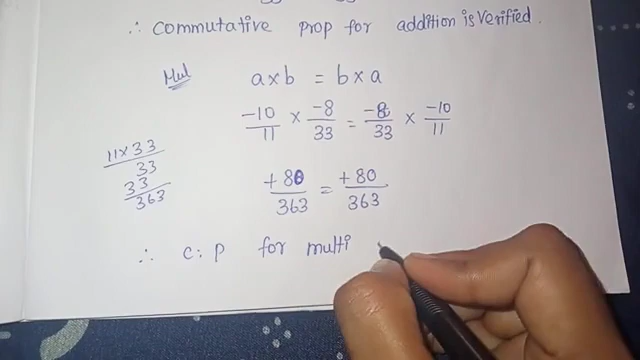 ∴ Commutative prop for addition is verified.
Mul a×b = b×a
-10/11 × -8/33 = -8/33 × -10/11
11×33
33
33
363
+80/363 = +80/363
∴ C:P for multi